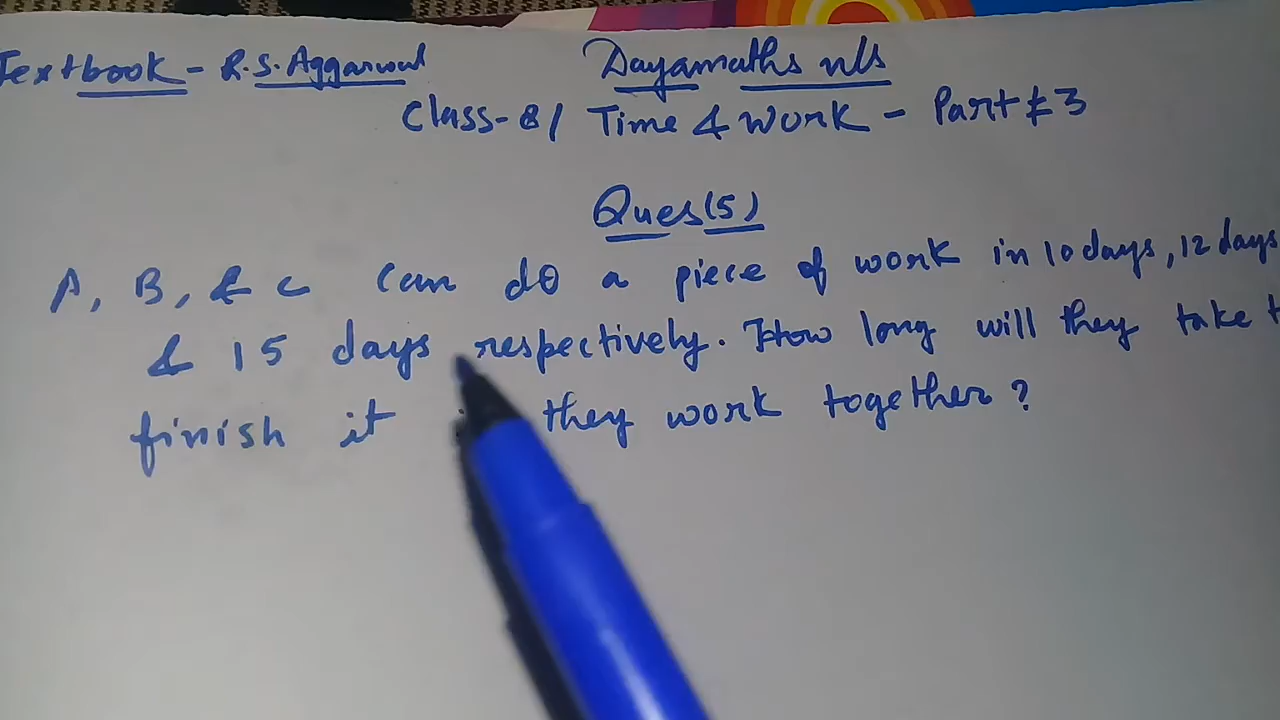 Textbook - R.S. Aggarwal
Dayamaths nls
Class-8/ Time & Work - Part #3
Ques(5)
A, B, & C can do a piece of work in 10 days, 12 days
& 15 days respectively. How long will they take
finish it they work together?